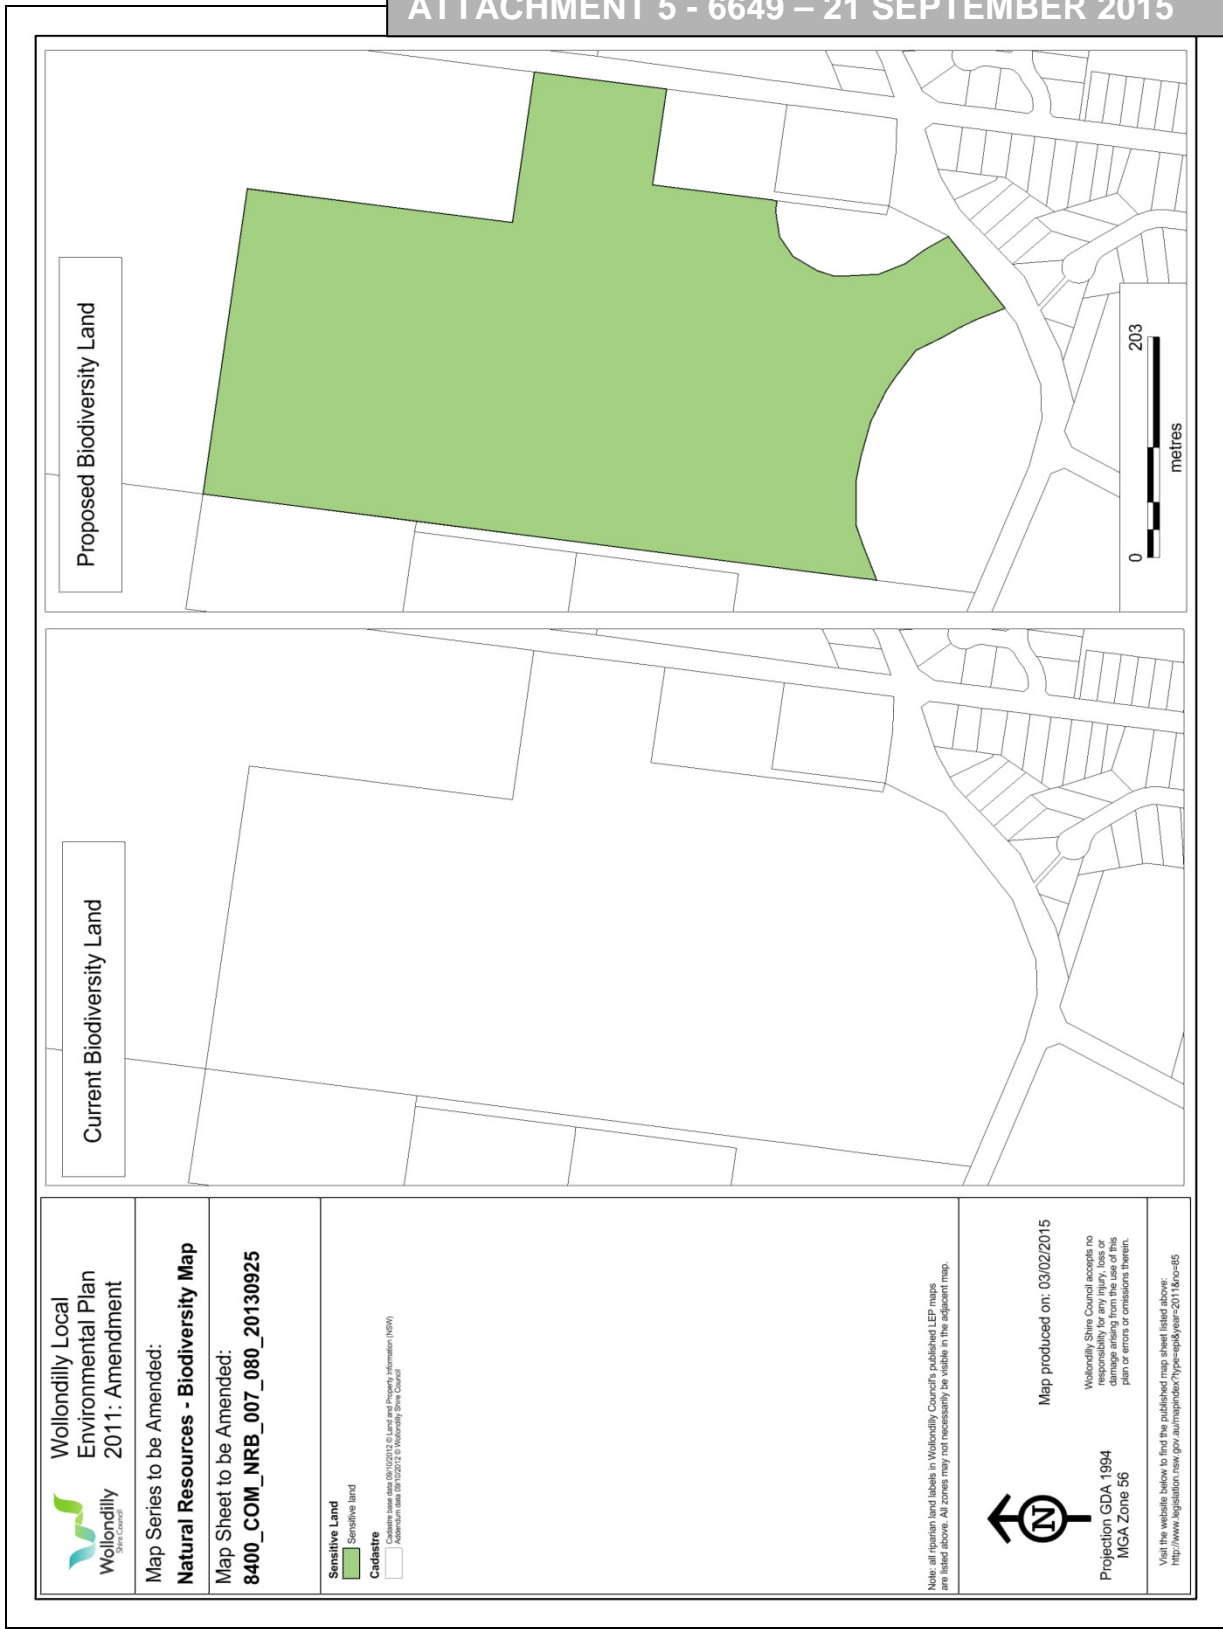 ATTACHMENT 5 - 6649 – 21 SEPTEMBER 2015
Wollondilly
Shire Council
Wollondilly Local
Environmental Plan
2011: Amendment
Map Series to be Amended:
Natural Resources - Biodiversity Map
Map Sheet to be Amended:
8400_COM_NRB_007_080_20130925
Sensitive Land
Sensitive land
Cadastre
Cadastre base data 09/10/2012 © Land and Property Information (NSW)
Addendum data 09/10/2012 © Wollondilly Shire Council
Note: all riparian land labels in Wollondilly Council's published LEP maps
are listed above. All zones may not necessarily be visible in the adjacent map.
N
Projection GDA 1994
MGA Zone 56
Map produced on: 03/02/2015
Wollondilly Shire Council accepts no
responsibility for any injury, loss or
damage arising from the use of this
plan or errors or omissions therein.
Visit the website below to find the published map sheet listed above:
http://www.legislation.nsw.gov.au/mapindex?type=epi&year=2011&no=85
Current Biodiversity Land
Proposed Biodiversity Land
0 203
metres